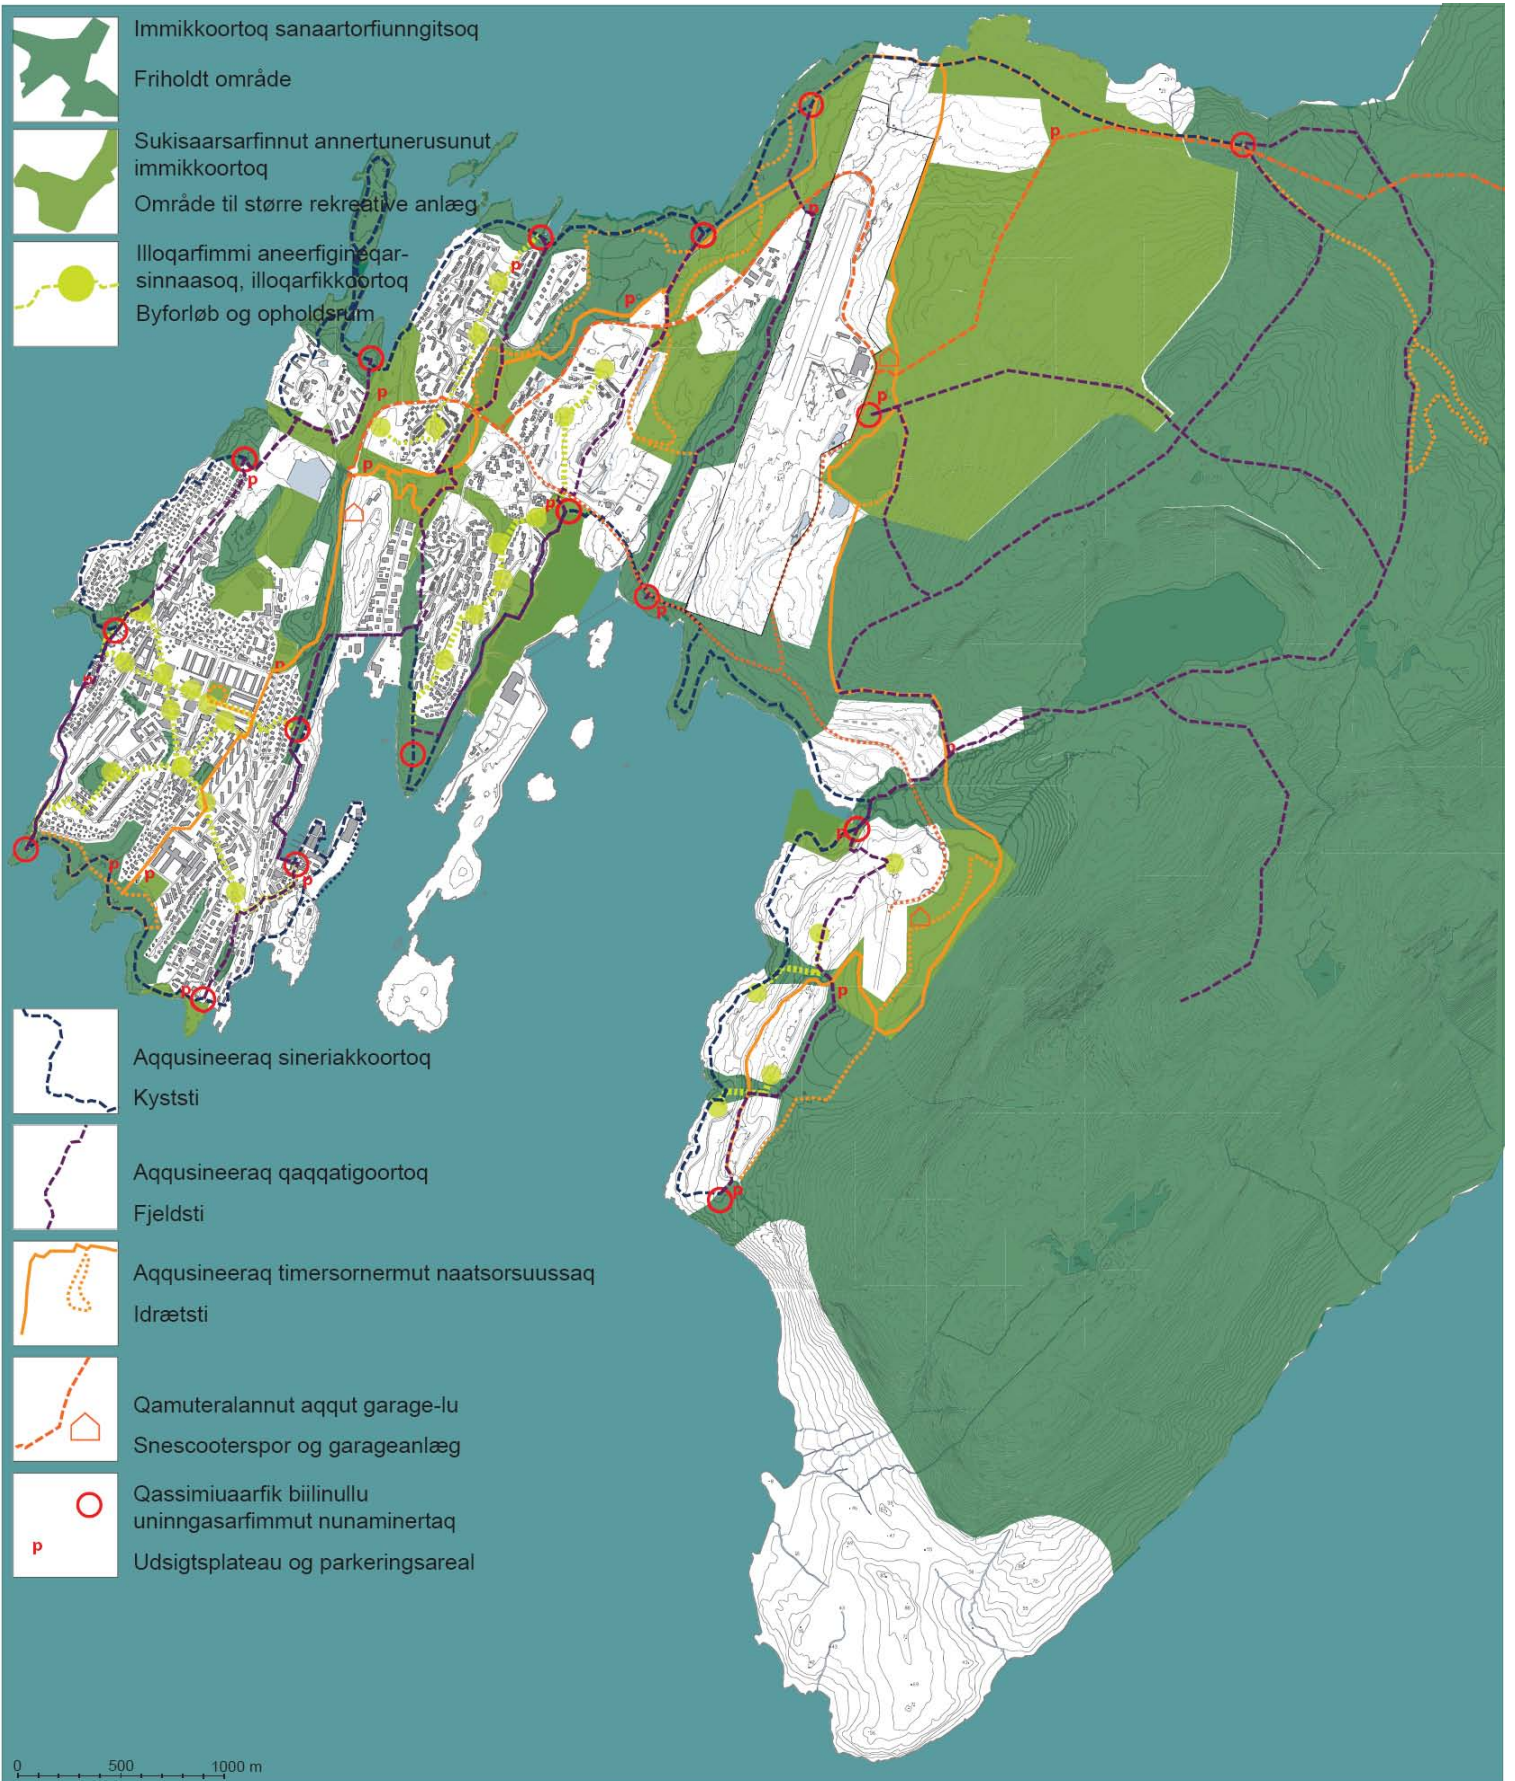 Immikkoortoq sanaartorfiunngitsoq
Friholdt område
Sukisaarsarfinnut annertunerusunut
immikkoortoq
Område til større rekreative anlæg
Illoqarfimmi aneerfigineqar-
sinnaasoq, illoqarfikkoortoq
Byforløb og opholdsrum
Aqqusineeraq sineriakkoortoq
Kyststi
Aqqusineeraq qaqqatigoortoq
Fjeldsti
Aqqusineeraq timersornermut naatsorsuussaq
Idrætsti
Qamuteralannut aqqut garage-lu
Snescooterspor og garageanlæg
Qassimiuaarfik biilinullu
uninngasarfimmut nunaminertaq
p
Udsigtsplateau og parkeringsareal
0 500 1000 m